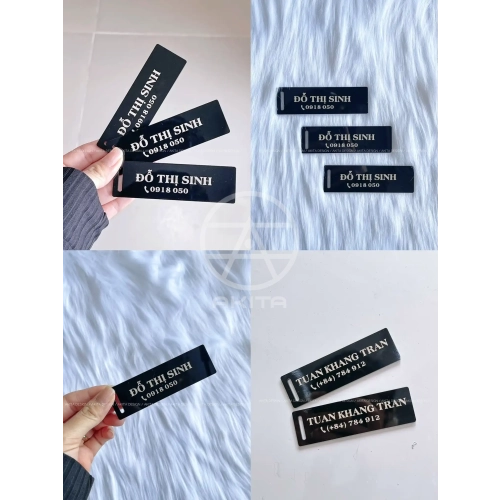 ĐỖ THỊ SINH
0918 050
ĐỖ THỊ SINH
0918 050
ĐỖ THỊ SINH
0918 050
ĐỖ THỊ SINH
0918 050
ĐỖ THỊ SINH
0918 050
ĐỖ THỊ SINH
0918 050
AKITA
ĐỖ THỊ SINH
0918 050
TUAN KHANG TRAN
(+84) 784 912
TUAN KHANG TRAN
(+84) 784 912